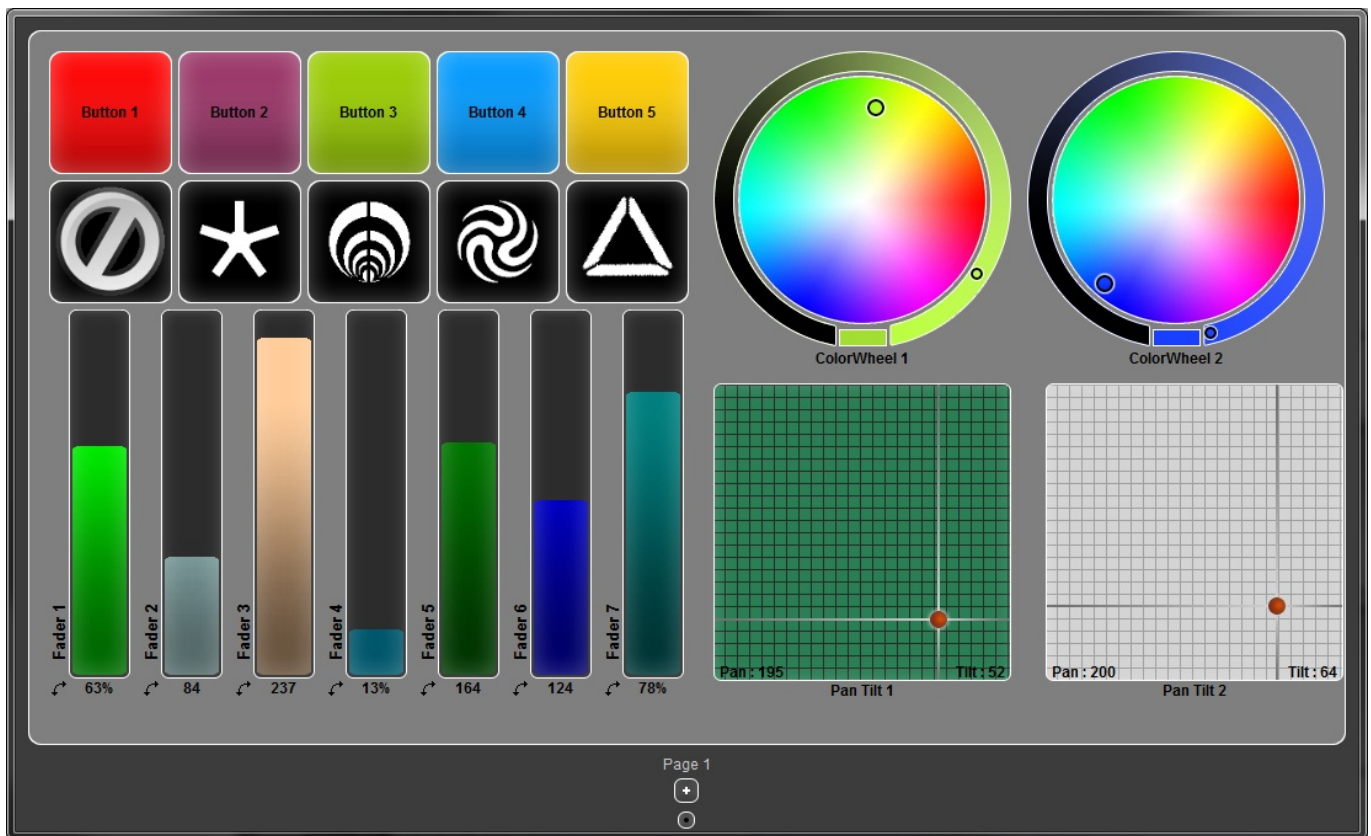 Button 1
Button 2
Button 3
Button 4
Button 5
ColorWheel 1
ColorWheel 2
Fader 1
63%
Fader 2
84
Fader 3
237
Fader 4
13%
Fader 5
164
Fader 6
124
Fader 7
78%
Pan : 195
Tilt : 52
Pan Tilt 1
Pan : 200
Tilt : 64
Pan Tilt 2
Page 1